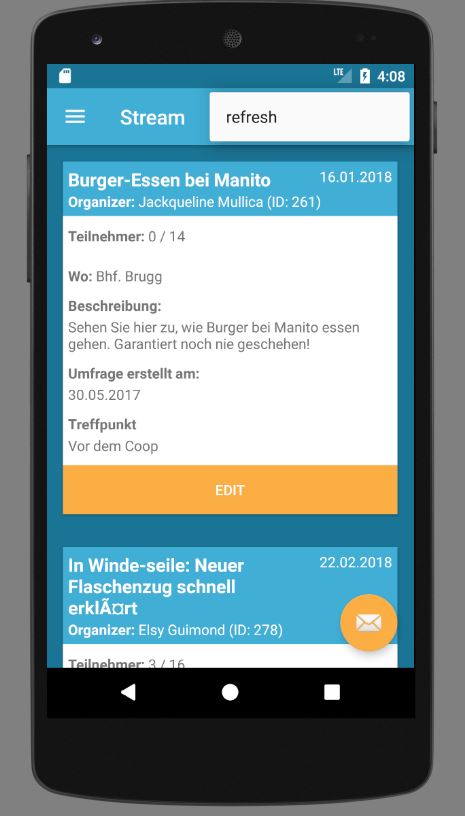 LTE 4:08
Stream
refresh
Burger-Essen bei Manito 16.01.2018
Organizer: Jackqueline Mullica (ID: 261)
Teilnehmer: 0 / 14
Wo: Bhf. Brugg
Beschreibung:
Sehen Sie hier zu, wie Burger bei Manito essen
gehen. Garantiert noch nie geschehen!
Umfrage erstellt am:
30.05.2017
Treffpunkt
Vor dem Coop
EDIT
In Winde-seile: Neuer 22.02.2018
Flaschenzug schnell
erklÃ¤rt
Organizer: Elsy Guimond (ID: 278)
Teilnehmer: 3 / 16